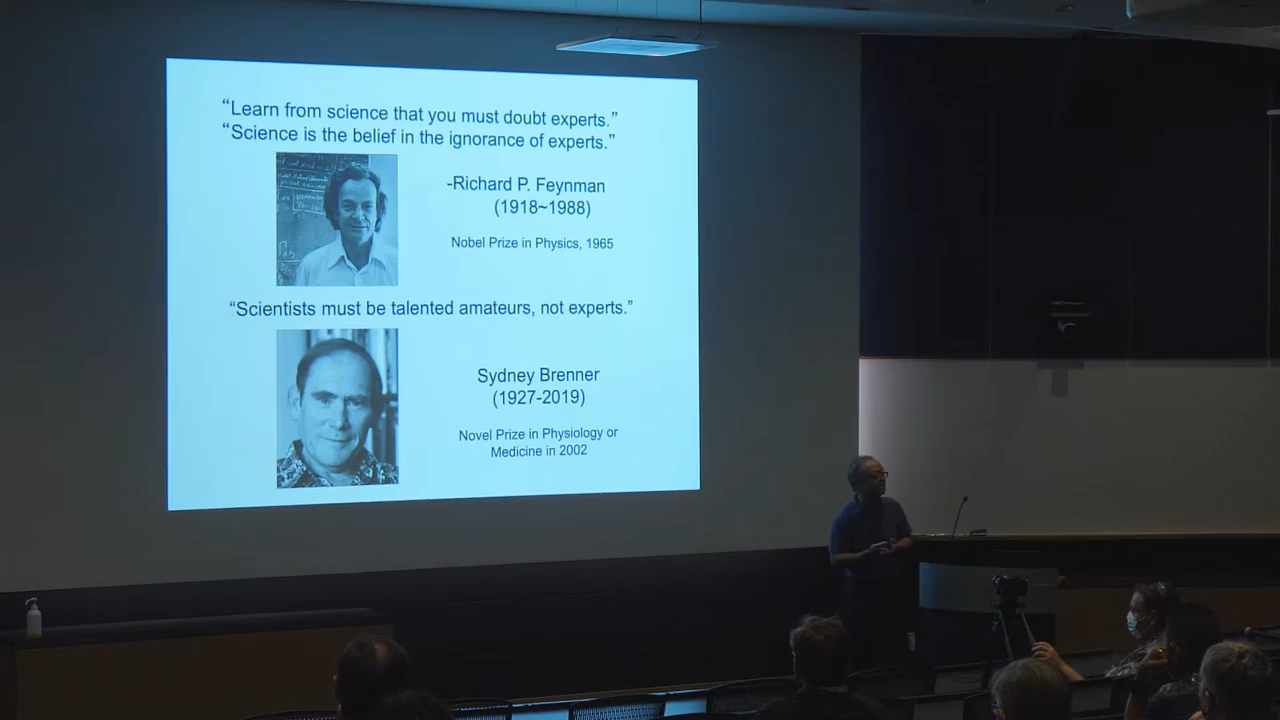 “Learn from science that you must doubt experts.”
“Science is the belief in the ignorance of experts.”
-Richard P. Feynman
(1918~1988)
Nobel Prize in Physics, 1965
“Scientists must be talented amateurs, not experts.”
Sydney Brenner
(1927-2019)
Novel Prize in Physiology or
Medicine in 2002